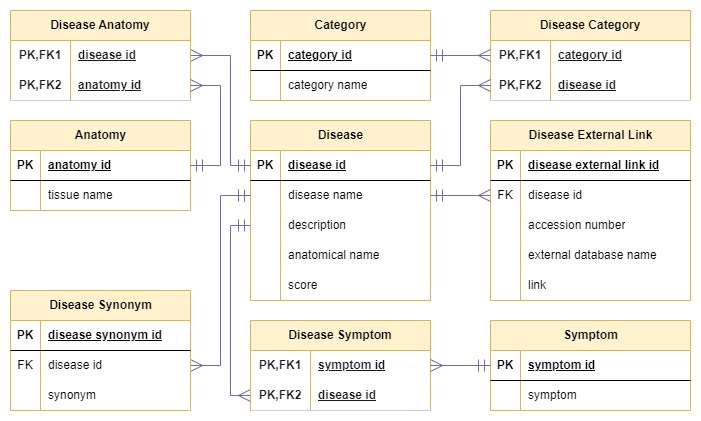 Disease Anatomy
PK,FK1 disease id
PK,FK2 anatomy id
Category
PK category id
category name
Disease Category
PK,FK1 category id
PK,FK2 disease id
Anatomy
PK anatomy id
tissue name
Disease
PK disease id
disease name
description
anatomical name
score
Disease External Link
PK disease external link id
FK disease id
accession number
external database name
link
Disease Synonym
PK disease synonym id
FK disease id
synonym
Disease Symptom
PK,FK1 symptom id
PK,FK2 disease id
Symptom
PK symptom id
symptom